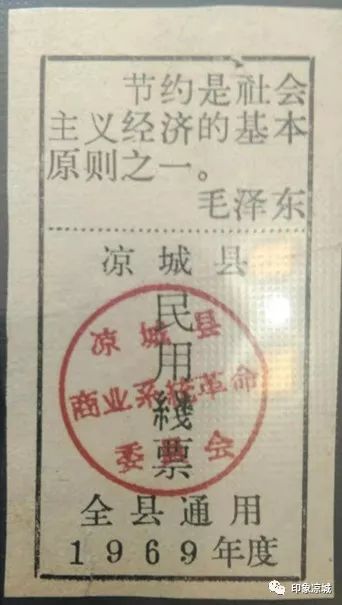 节约是社会
主义经济的基本
原则之一。
毛泽东
凉城县
民用綫票
凉城县
商业系统革命
委员会
全县通用
1969年度
印象凉城